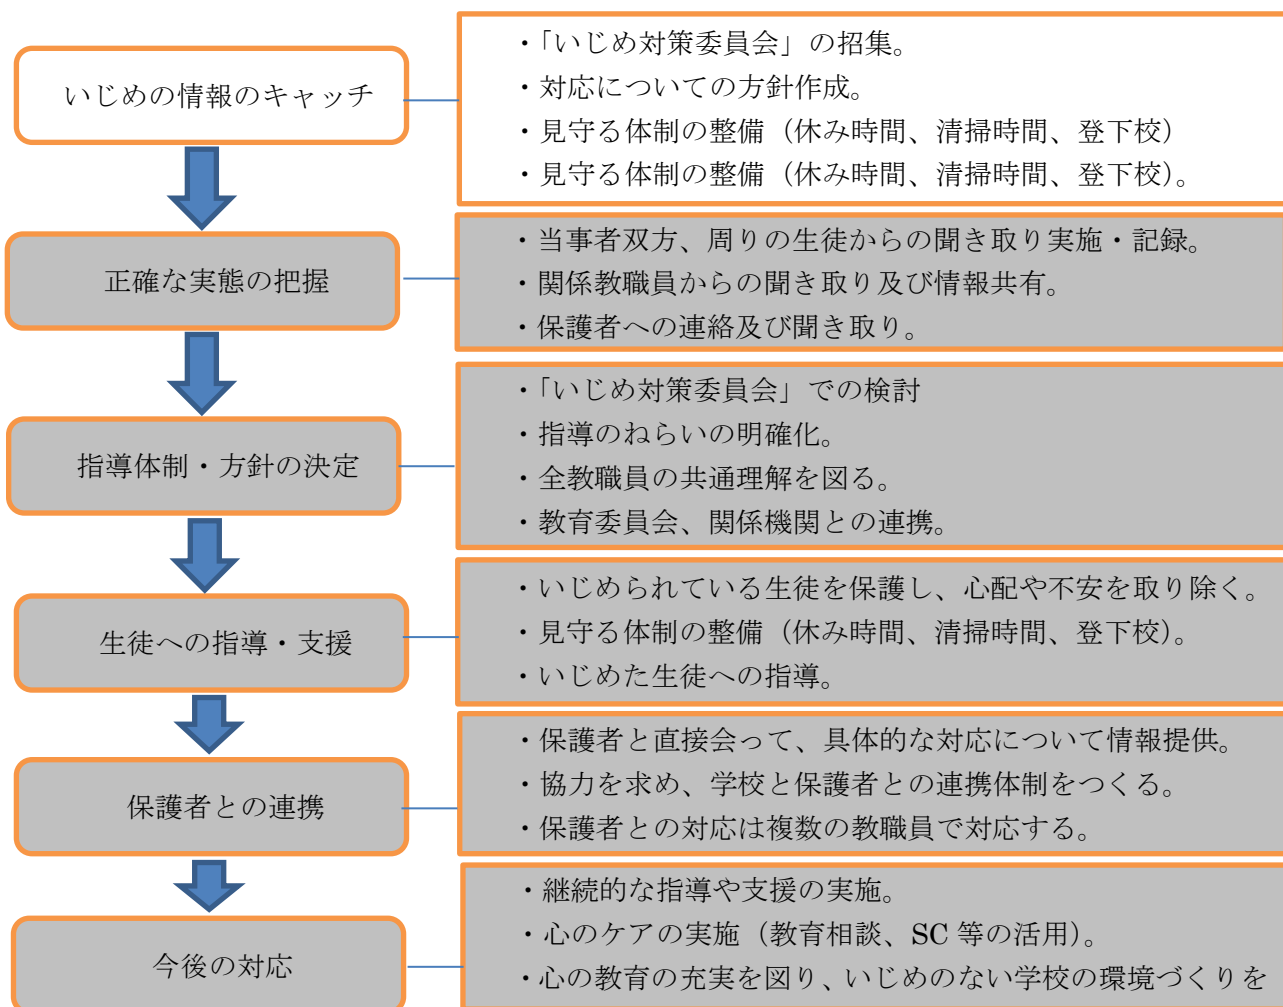 いじめの情報のキャッチ
・「いじめ対策委員会」の招集。
・対応についての方針作成。
・見守る体制の整備（休み時間、清掃時間、登下校）
・見守る体制の整備（休み時間、清掃時間、登下校）。
正確な実態の把握
・当事者双方、周りの生徒からの聞き取り実施・記録。
・関係教職員からの聞き取り及び情報共有。
・保護者への連絡及び聞き取り。
指導体制・方針の決定
・「いじめ対策委員会」での検討
・指導のねらいの明確化。
・全教職員の共通理解を図る。
・教育委員会、関係機関との連携。
生徒への指導・支援
・いじめられている生徒を保護し、心配や不安を取り除く。
・見守る体制の整備（休み時間、清掃時間、登下校）。
・いじめた生徒への指導。
保護者との連携
・保護者と直接会って、具体的な対応について情報提供。
・協力を求め、学校と保護者との連携体制をつくる。
・保護者との対応は複数の教職員で対応する。
今後の対応
・継続的な指導や支援の実施。
・心のケアの実施（教育相談、SC 等の活用）。
・心の教育の充実を図り、いじめのない学校の環境づくりを